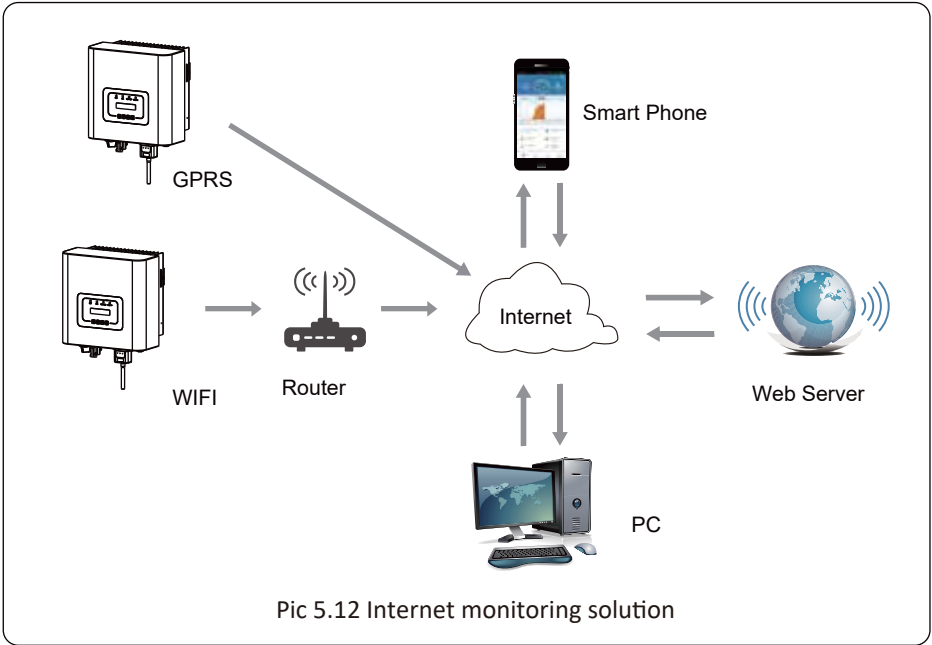 Smart Phone
GPRS
Internet
WIFI
Router
Web Server
PC
Pic 5.12 Internet monitoring solution